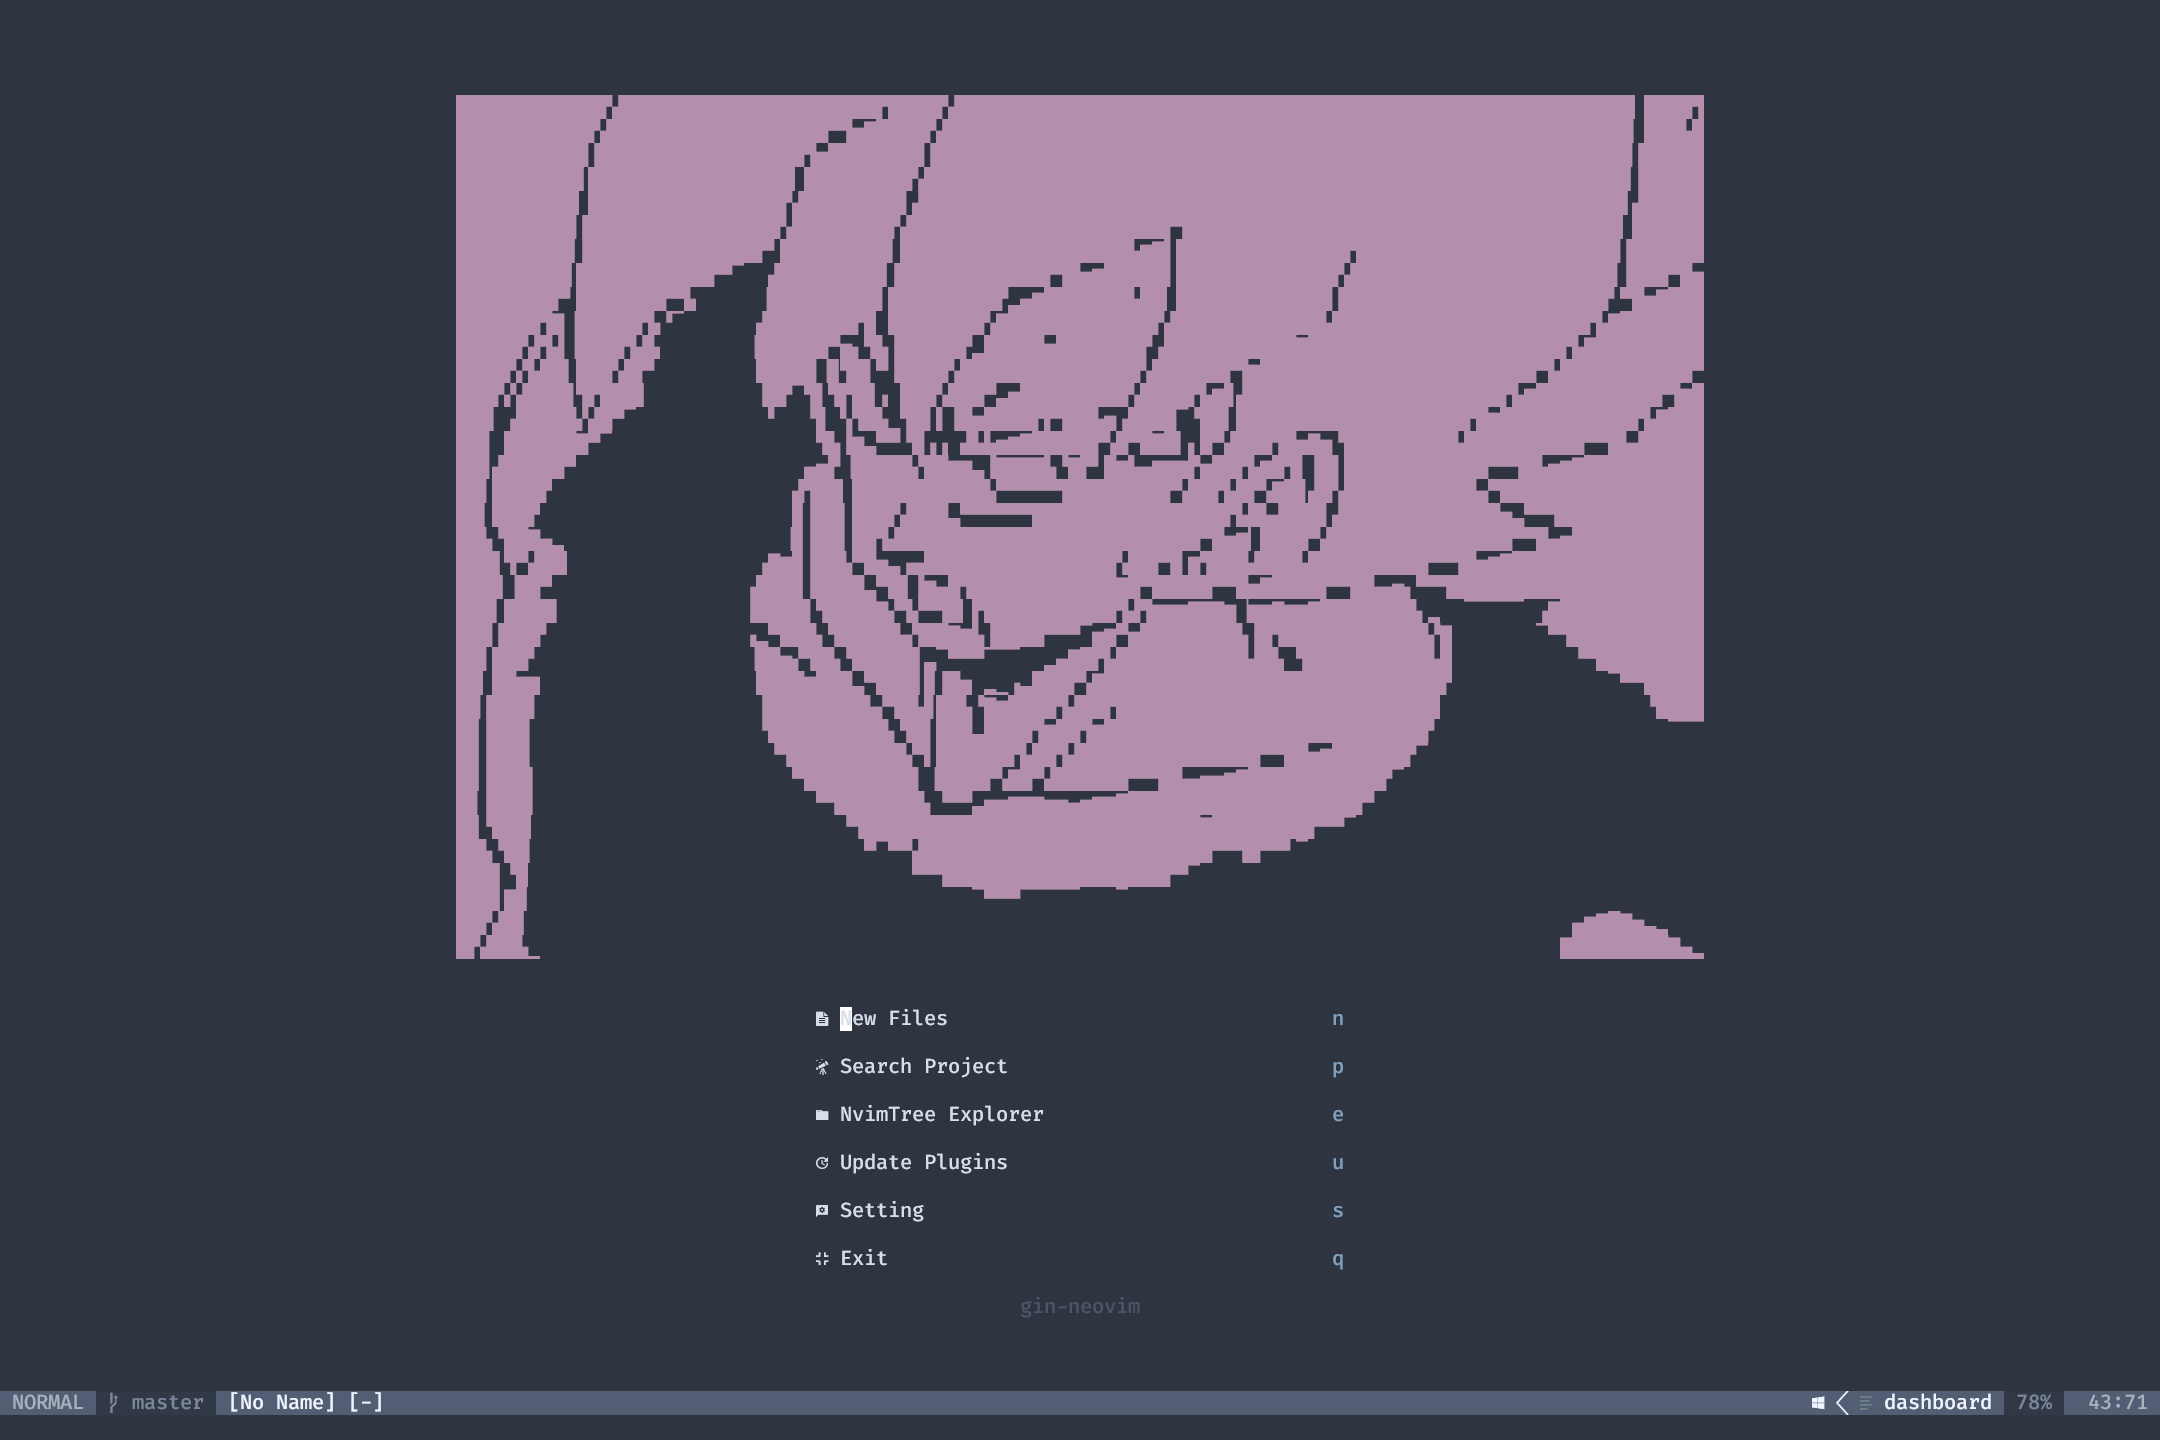 New Files n
Search Project p
NvimTree Explorer e
Update Plugins u
Setting s
Exit q
gin-neovim
NORMAL master [No Name] [-] dashboard 78% 43:71